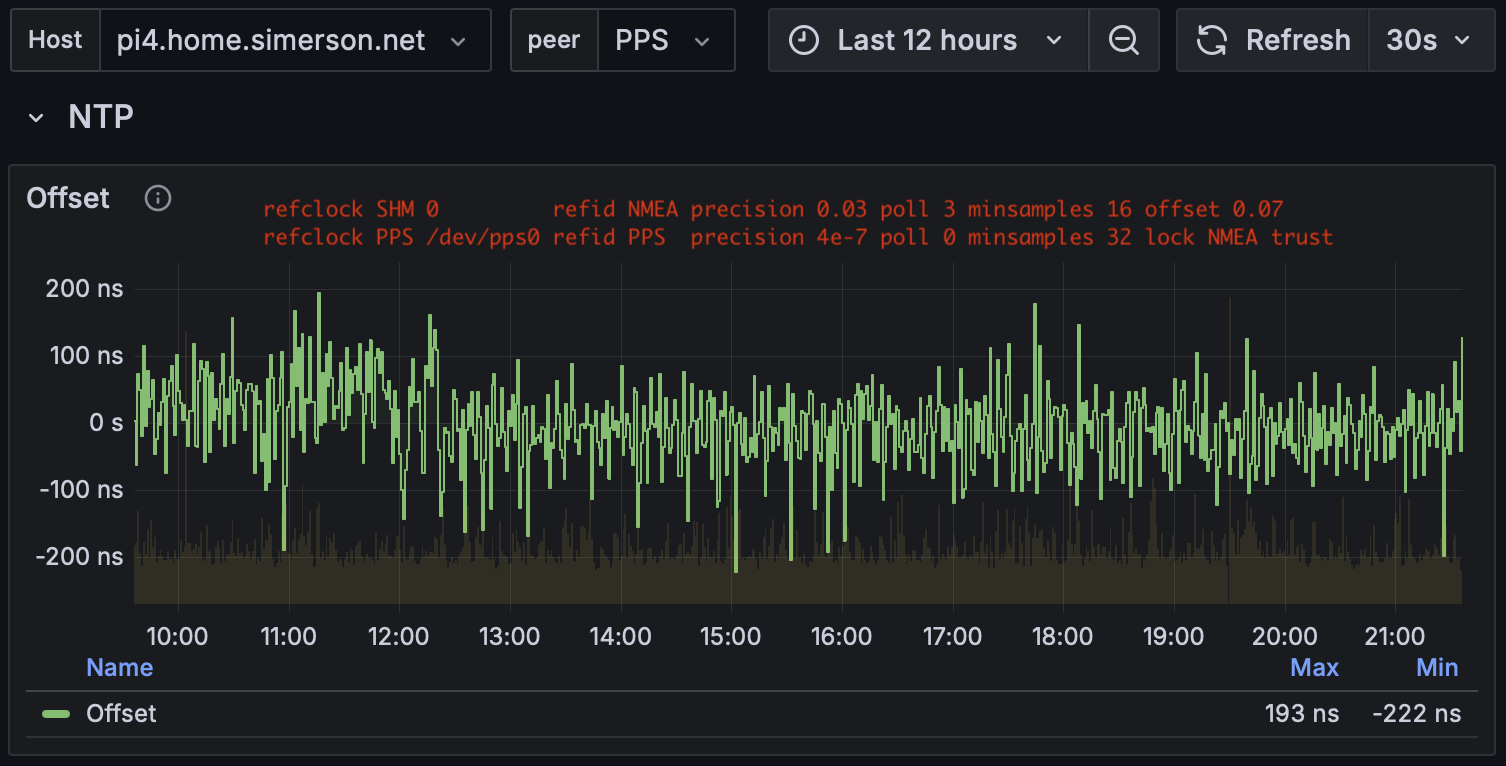 Host pi4.home.simerson.net peer PPS Last 12 hours Refresh 30s
NTP
Offset
refclock SHM 0 refid NMEA precision 0.03 poll 3 minsamples 16 offset 0.07
refclock PPS /dev/pps0 refid PPS precision 4e-7 poll 0 minsamples 32 lock NMEA trust
200 ns
100 ns
0 s
-100 ns
-200 ns
10:00 11:00 12:00 13:00 14:00 15:00 16:00 17:00 18:00 19:00 20:00 21:00
Name Max Min
Offset 193 ns -222 ns